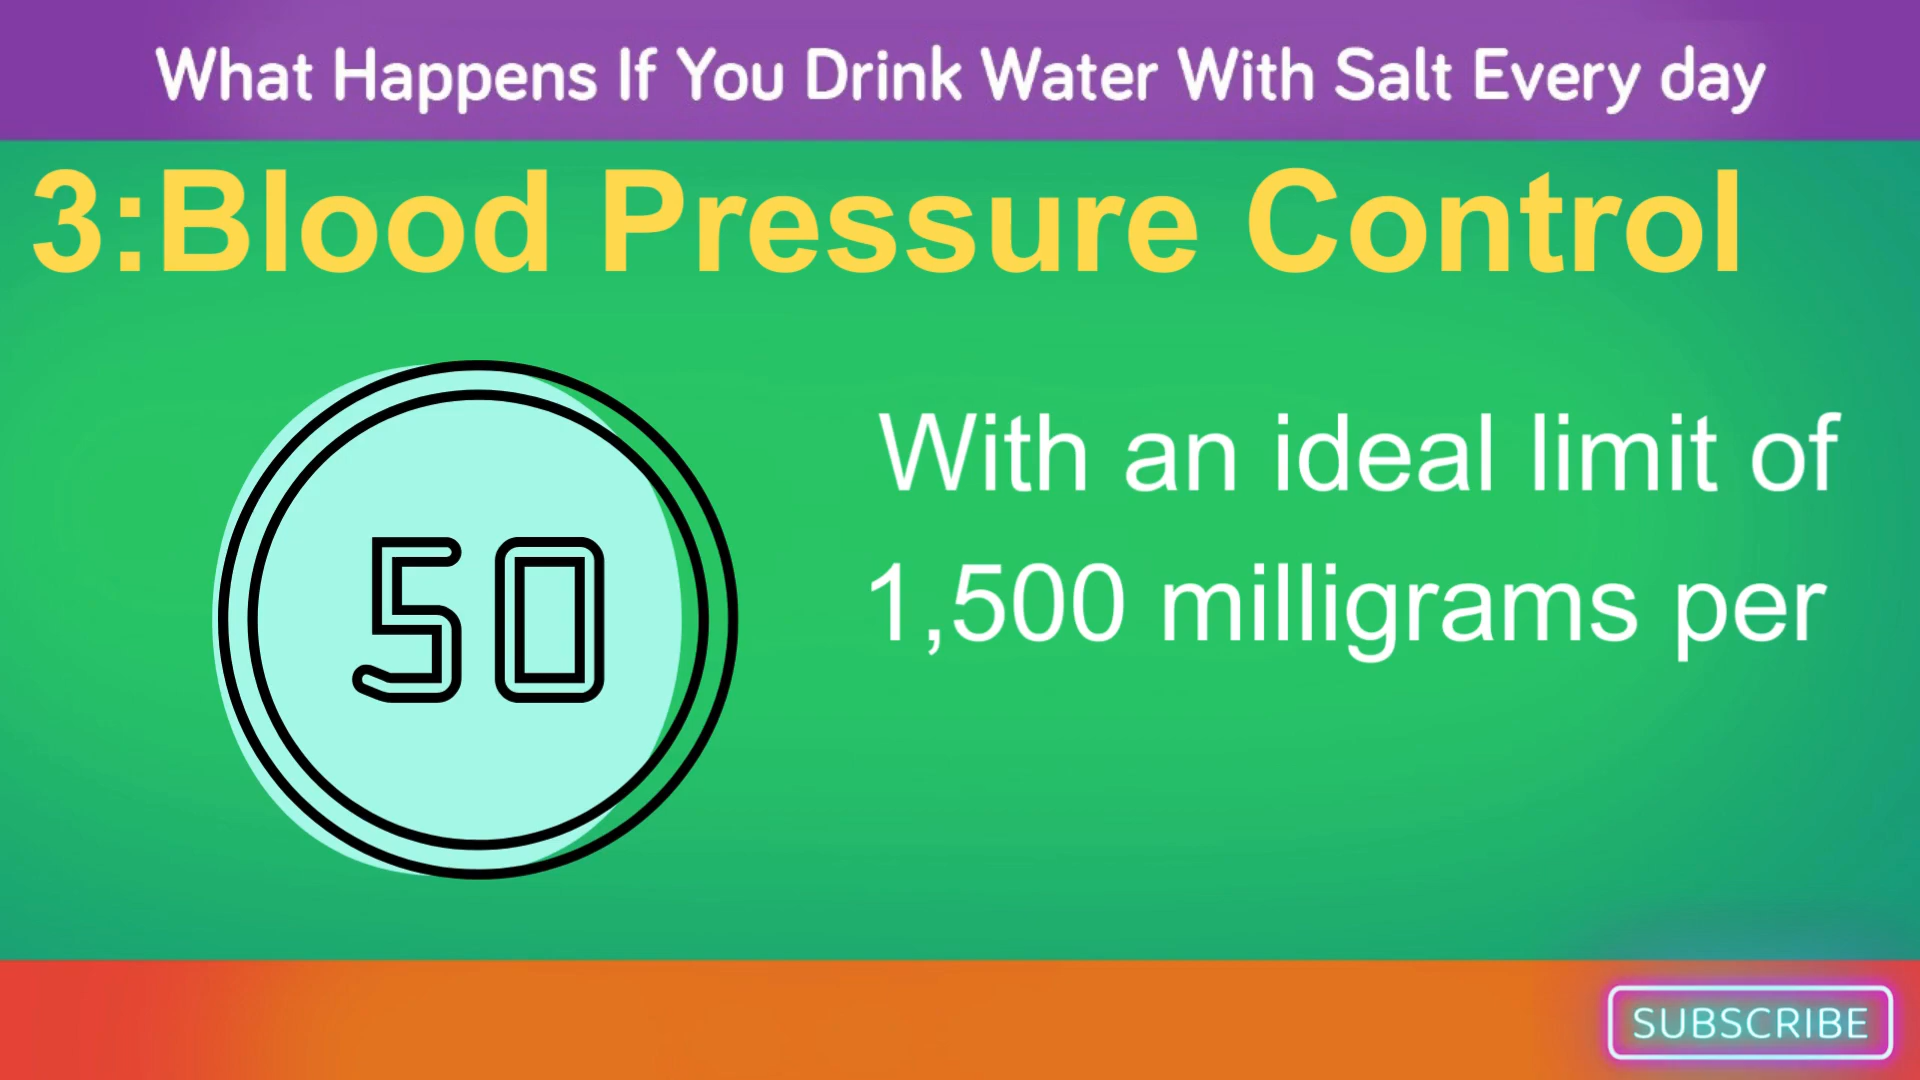 What Happens If You Drink Water With Salt Every day
3:Blood Pressure Control
50
With an ideal limit of
1,500 milligrams per
SUBSCRIBE